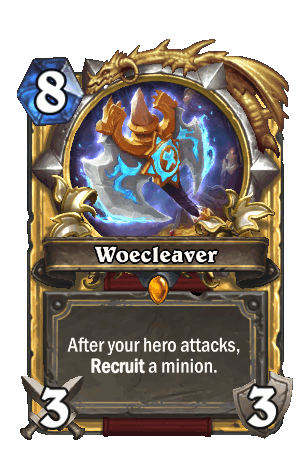 8
Woecleaver
After your hero attacks,
Recruit a minion.
3 3